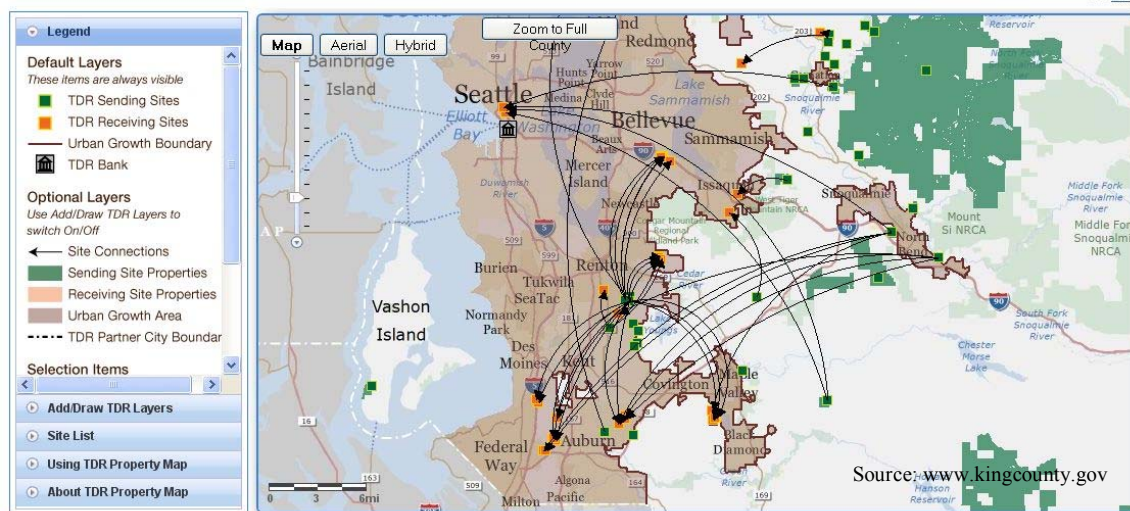 Legend
Default Layers
These items are always visible
TDR Sending Sites
TDR Receiving Sites
Urban Growth Boundary
TDR Bank
Optional Layers
Use Add/Draw TDR Layers to
switch On/Off
Site Connections
Sending Site Properties
Receiving Site Properties
Urban Growth Area
TDR Partner City Boundar
Selection Items
Add/Draw TDR Layers
Site List
Using TDR Property Map
About TDR Property Map
Map
Aerial
Hybrid
Zoom to Full
County
Redmond
Bainbridge
Island
Yarrow
Point
Hunts
Point
Clyde
Hill
Medina
Seattle
Elliott
Bay
Washington
Bellevue
Lake
Sammamish
Sammamish
Beaux
Arts
Mercer
Island
Issaquah
Newcastle
Duwamish
River
Snoqualmie
River
Snoqualmie
Mount
Si NRCA
Middle Fork
Snoqualmie
River
Middle Fork
Snoqualmie
NRCA
North
Bend
South Fork
Snoqualmie
River
Chester
Morse
Lake
Burien
Renton
Tukwila
SeaTac
Normandy
Park
Des
Moines
Kent
Cedar
River
Lake
Youngs
Vashon
Island
Covington
Maple
Valley
Black
Diamond
Federal
Way
Auburn
Algona
Pacific
Milton
Source: www.kingcounty.gov
Hanson
Reservoir
0 3 6mi